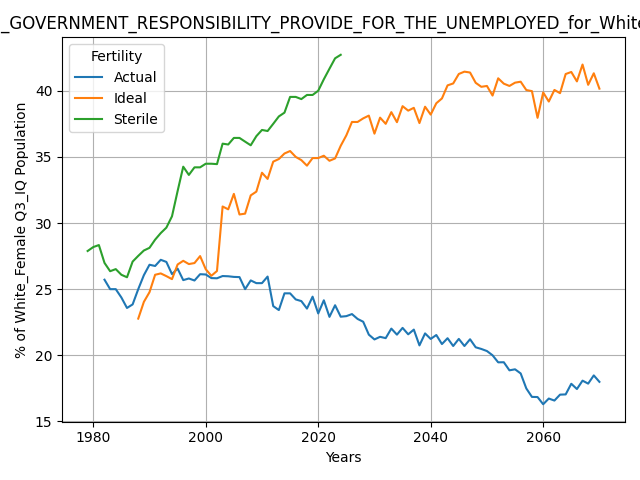 _GOVERNMENT_RESPONSIBILITY_PROVIDE_FOR_THE_UNEMPLOYED_for_White
Fertility
Actual
Ideal
Sterile
% of White_Female Q3_IQ Population
40
35
30
25
20
15
1980
2000
2020
2040
2060
Years